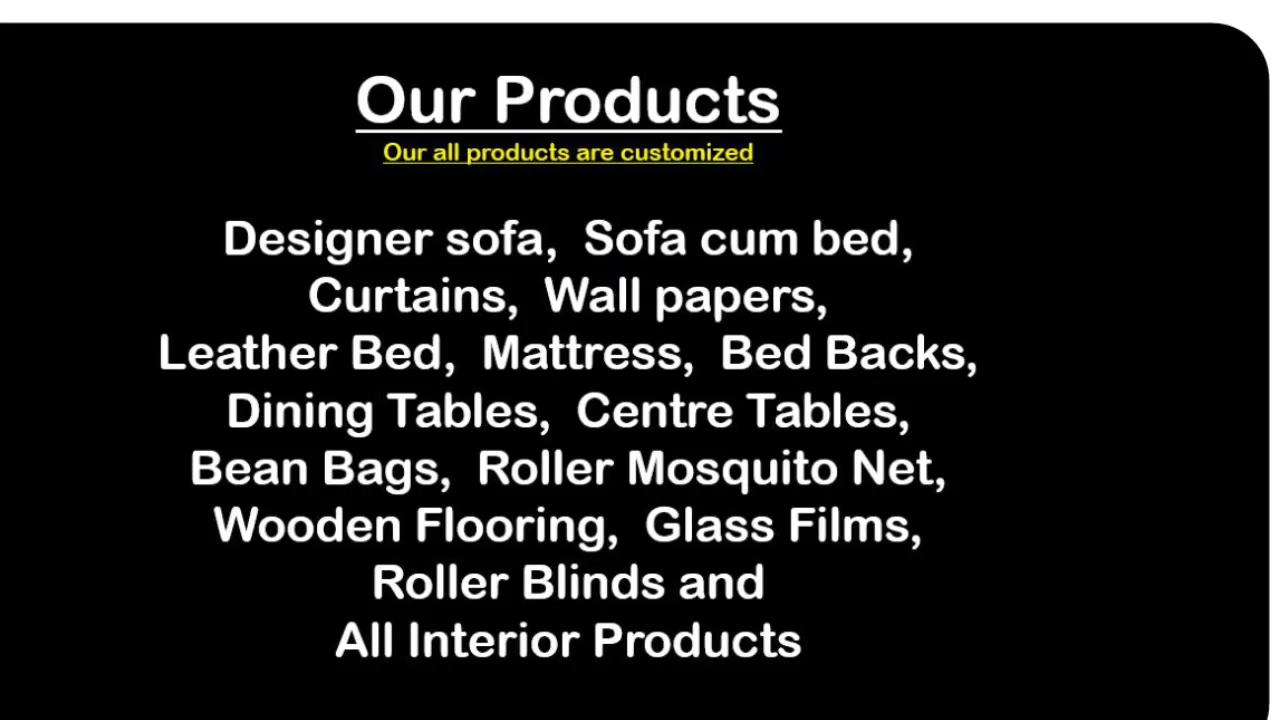 Our Products
Our all products are customized
Designer sofa,  Sofa cum bed,
Curtains,  Wall papers,
Leather Bed,  Mattress,  Bed Backs,
Dining Tables,  Centre Tables,
Bean Bags,  Roller Mosquito Net,
Wooden Flooring,  Glass Films,
Roller Blinds and
All Interior Products